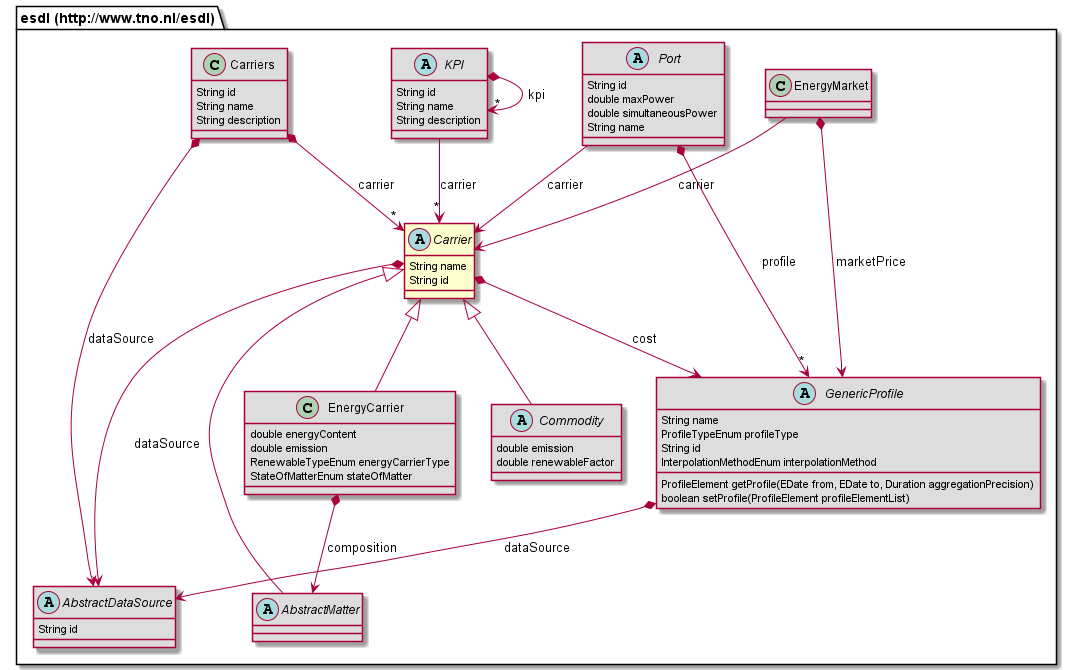 esdl (http://www.tno.nl/esdl)
C Carriers
String id
String name
String description
A KPI
String id
String name
String description
* kpi
A Port
String id
double maxPower
double simultaneousPower
String name
C EnergyMarket
carrier
*
carrier
*
carrier
carrier
A Carrier
String name
String id
profile
*
marketPrice
dataSource
cost
C EnergyCarrier
double energyContent
double emission
RenewableTypeEnum energyCarrierType
StateOfMatterEnum stateOfMatter
A Commodity
double emission
double renewableFactor
A GenericProfile
String name
ProfileTypeEnum profileType
String id
InterpolationMethodEnum interpolationMethod
ProfileElement getProfile(EDate from, EDate to, Duration aggregationPrecision)
boolean setProfile(ProfileElement profileElementList)
dataSource
composition
dataSource
A AbstractDataSource
String id
A AbstractMatter